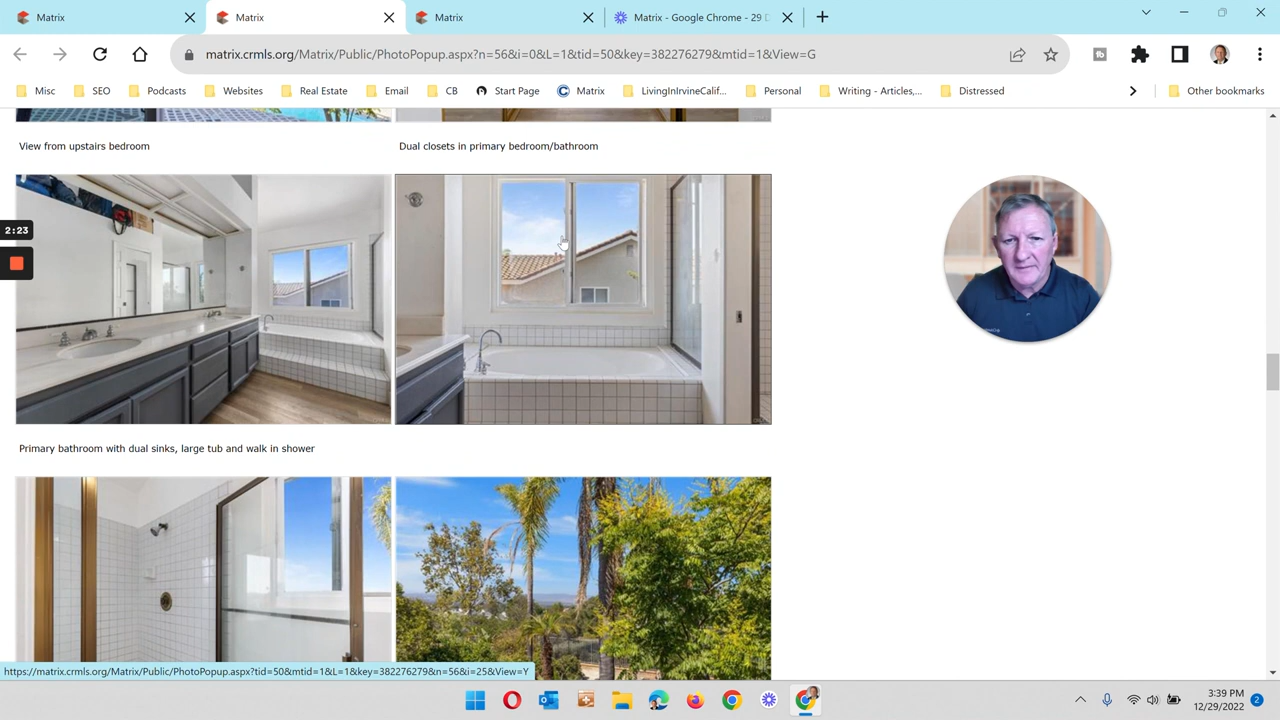 Matrix
Matrix
Matrix
Matrix - Google Chrome - 29 D
matrix.crmls.org/Matrix/Public/PhotoPopup.aspx?n=56&i=0&L=1&tid=50&key=382276279&mtid=1&View=G
Misc
SEO
Podcasts
Websites
Real Estate
Email
CB
Start Page
Matrix
LivingInIrvineCalif...
Personal
Writing - Articles,...
Distressed
Other bookmarks
View from upstairs bedroom
Dual closets in primary bedroom/bathroom
2:23
Primary bathroom with dual sinks, large tub and walk in shower
https://matrix.crmls.org/Matrix/Public/PhotoPopup.aspx?tid=50&mtid=1&L=1&key=382276279&n=56&i=25&View=Y
3:39 PM
12/29/2022
2